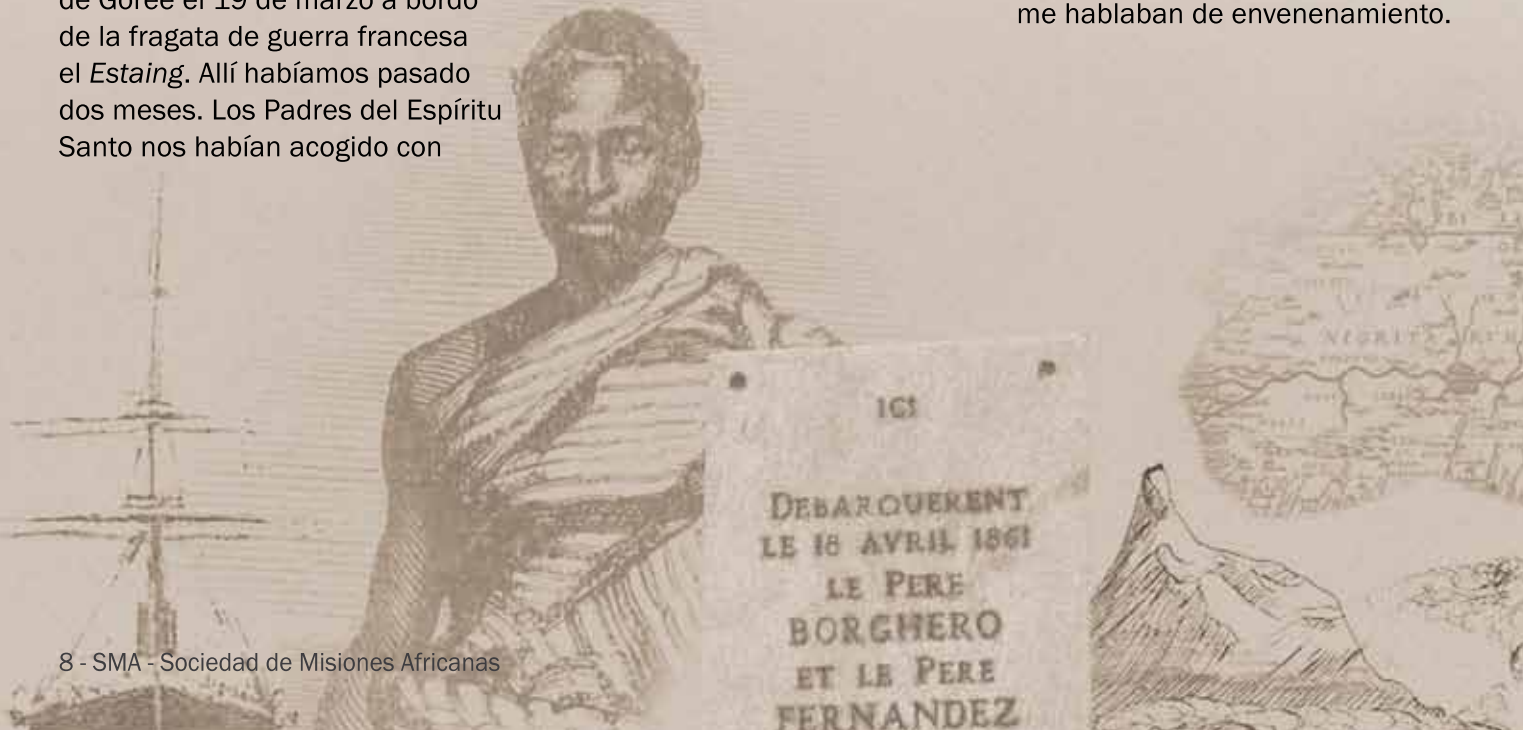 de Gorée el 19 de marzo a bordo
de la fragata de guerra francesa
el Estaing. Allí habíamos pasado
dos meses. Los Padres del Espíritu
Santo nos habían acogido con
me hablaban de envenenamiento.
ICI
DEBARQUERENT
LE 18 AVRIL 1861
LE PERE
BORGHERO
ET LE PERE
FERNANDEZ
8 - SMA - Sociedad de Misiones Africanas